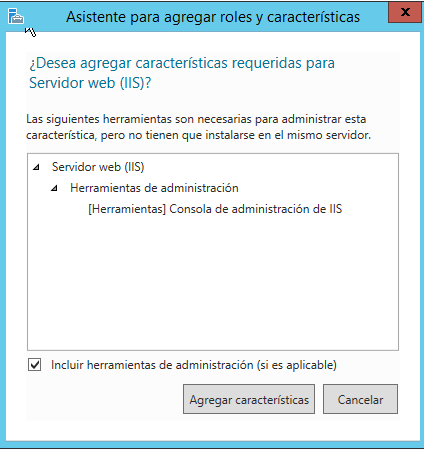 Asistente para agregar roles y características
x
¿Desea agregar características requeridas para
Servidor web (IIS)?
Las siguientes herramientas son necesarias para administrar esta
característica, pero no tienen que instalarse en el mismo servidor.
Servidor web (IIS)
Herramientas de administración
[Herramientas] Consola de administración de IIS
Incluir herramientas de administración (si es aplicable)
Agregar características
Cancelar